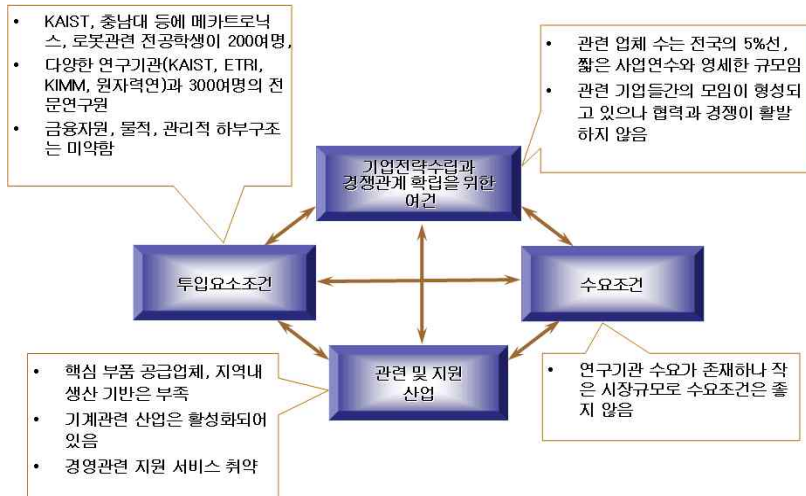 • KAIST, 충남대 등에 메카트로닉
스, 로봇관련 전공학생이 200여명,
• 다양한 연구기관(KAIST, ETRI,
KIMM, 원자력연)과 300여명의 전
문연구원
• 금융자원, 물적, 관리적 하부구조
는 미약함
• 관련 업체 수는 전국의 5%선,
짧은 사업연수와 영세한 규모임
• 관련 기업들간의 모임이 형성되
고 있으나 협력과 경쟁이 활발
하지 않음
기업전략수립과
경쟁관계 확립을 위한
여건
투입요소조건
수요조건
관련 및 지원
산업
• 핵심 부품 공급업체, 지역내
생산 기반은 부족
• 기계관련 산업은 활성화되어
있음
• 경영관련 지원 서비스 취약
• 연구기관 수요가 존재하나 작
은 시장규모로 수요조건은 좋
지 않음